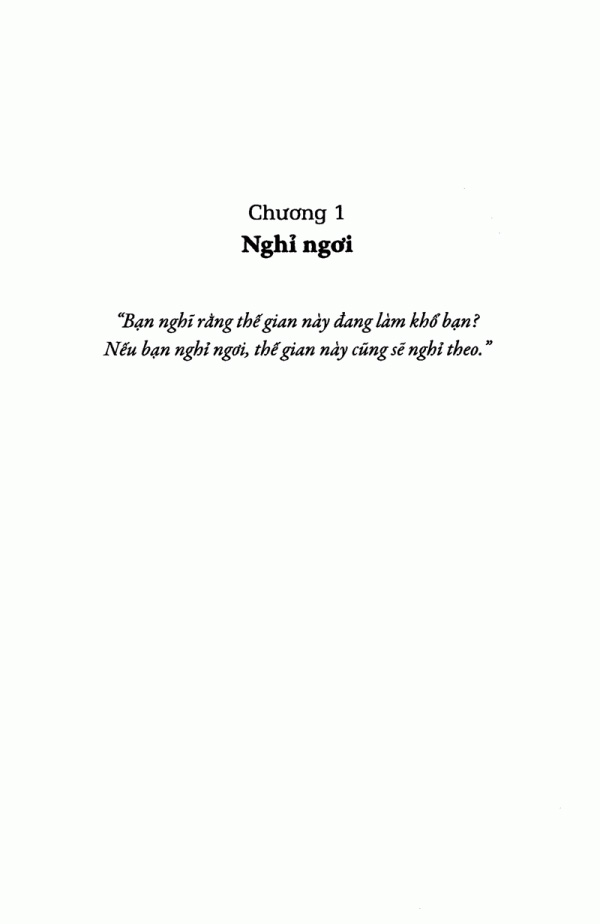 Chương 1
Nghỉ ngơi
“Bạn nghĩ rằng thế gian này đang làm khổ bạn?
Nếu bạn nghỉ ngơi, thế gian này cũng sẽ nghỉ theo.”